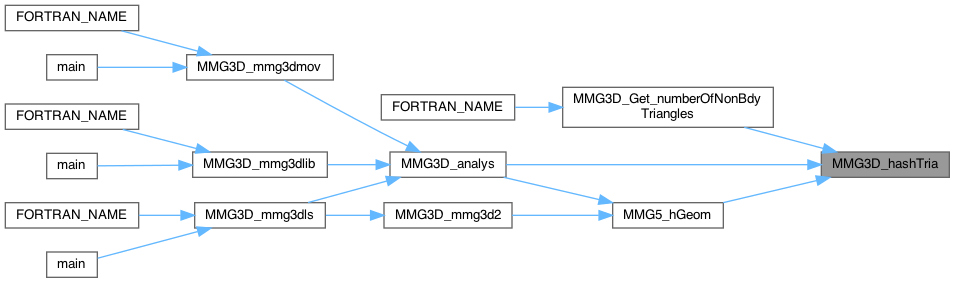 FORTRAN_NAME
main
MMG3D_mmg3dmov
FORTRAN_NAME
main
MMG3D_mmg3dlib
FORTRAN_NAME
main
MMG3D_mmg3dls
FORTRAN_NAME
MMG3D_analys
MMG3D_mmg3d2
MMG3D_Get_numberOfNonBdy
Triangles
MMG5_hGeom
MMG3D_hashTria